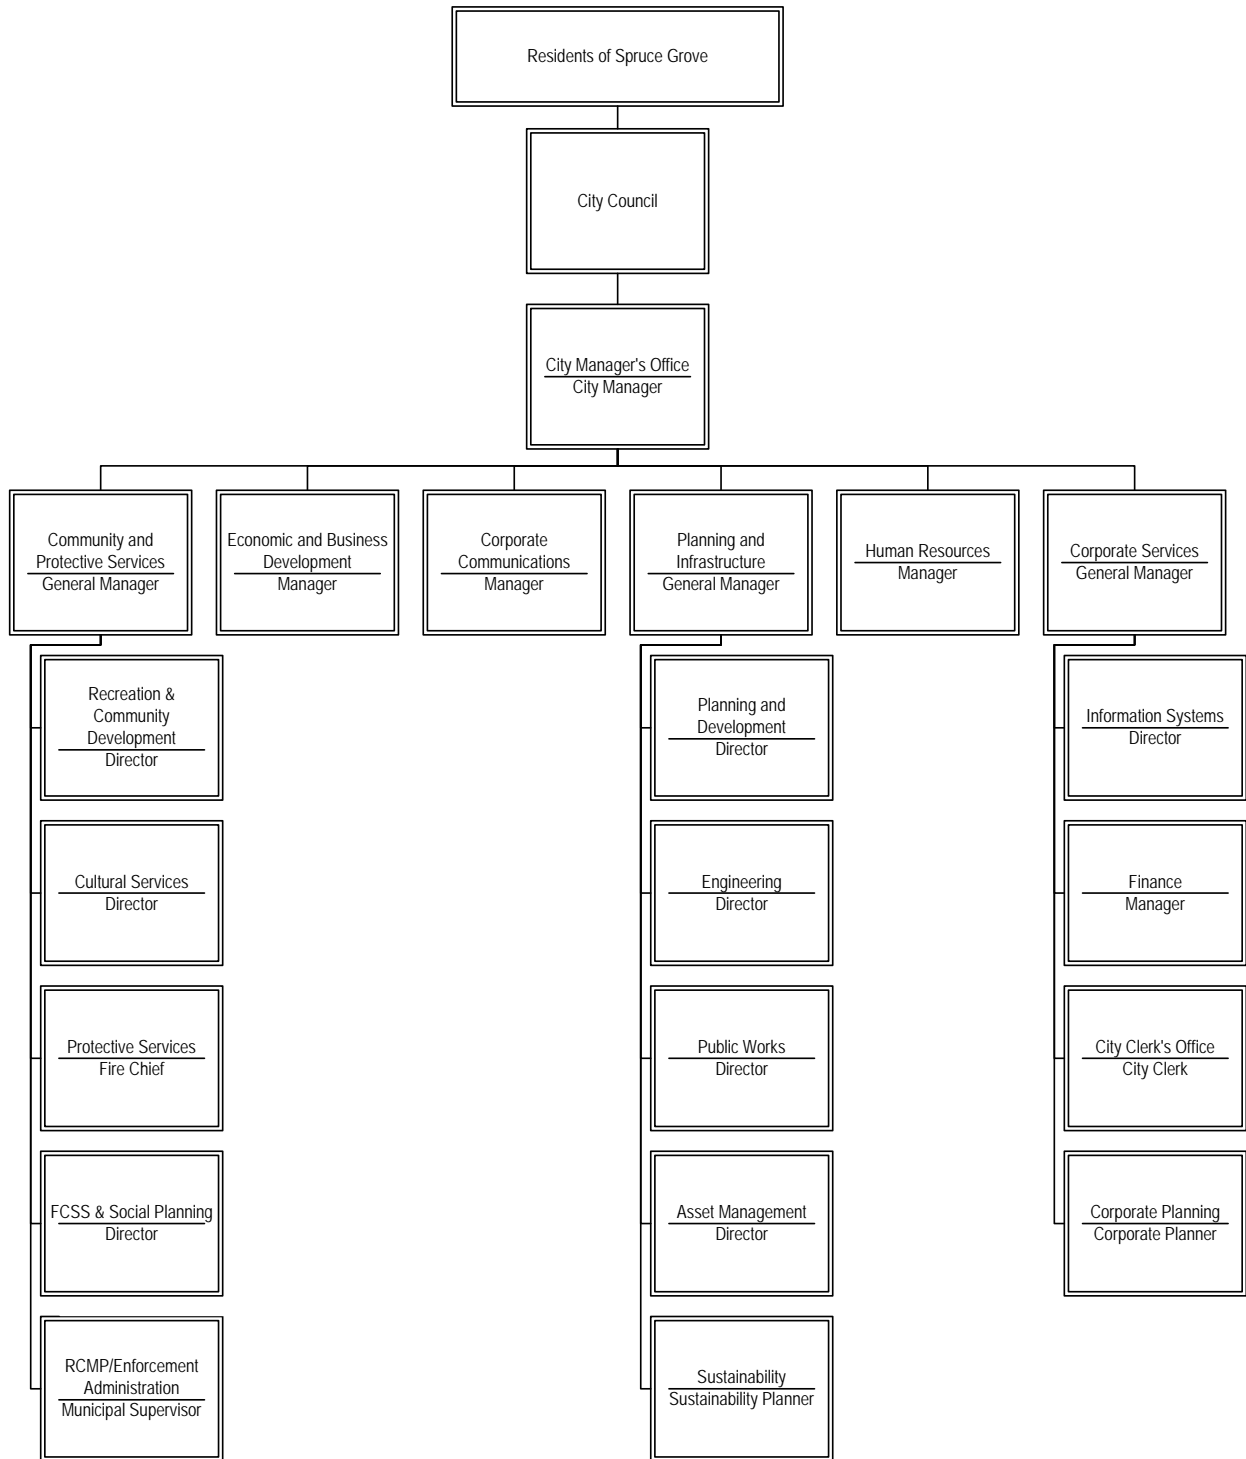 Residents of Spruce Grove
City Council
City Manager's Office
City Manager
Community and
Protective Services
General Manager
Economic and Business
Development
Manager
Corporate
Communications
Manager
Planning and
Infrastructure
General Manager
Human Resources
Manager
Corporate Services
General Manager
Recreation &
Community
Development
Director
Planning and
Development
Director
Information Systems
Director
Cultural Services
Director
Engineering
Director
Finance
Manager
Protective Services
Fire Chief
Public Works
Director
City Clerk's Office
City Clerk
FCSS & Social Planning
Director
Asset Management
Director
Corporate Planning
Corporate Planner
RCMP/Enforcement
Administration
Municipal Supervisor
Sustainability
Sustainability Planner